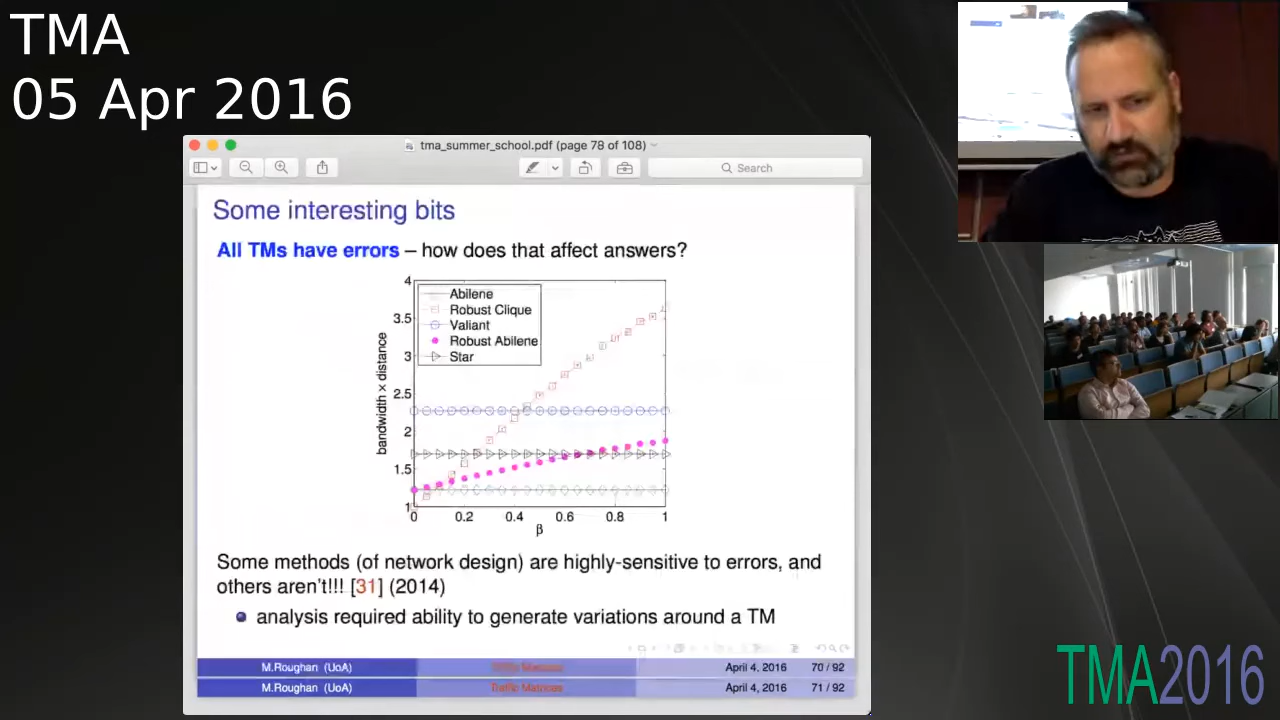 TMA
05 Apr 2016
tma_summer_school.pdf (page 78 of 108)
Search
Some interesting bits
All TMs have errors – how does that affect answers?
4
3.5
3
2.5
2
1.5
1
bandwidth × distance
Abilene
Robust Clique
Valiant
Robust Abilene
Star
0 0.2 0.4 0.6 0.8 1
β
Some methods (of network design) are highly-sensitive to errors, and
others aren't!!! [31] (2014)
analysis required ability to generate variations around a TM
M.Roughan (UoA) Traffic Matrices April 4, 2016 70 / 92
M.Roughan (UoA) Traffic Matrices April 4, 2016 71 / 92
TMA2016